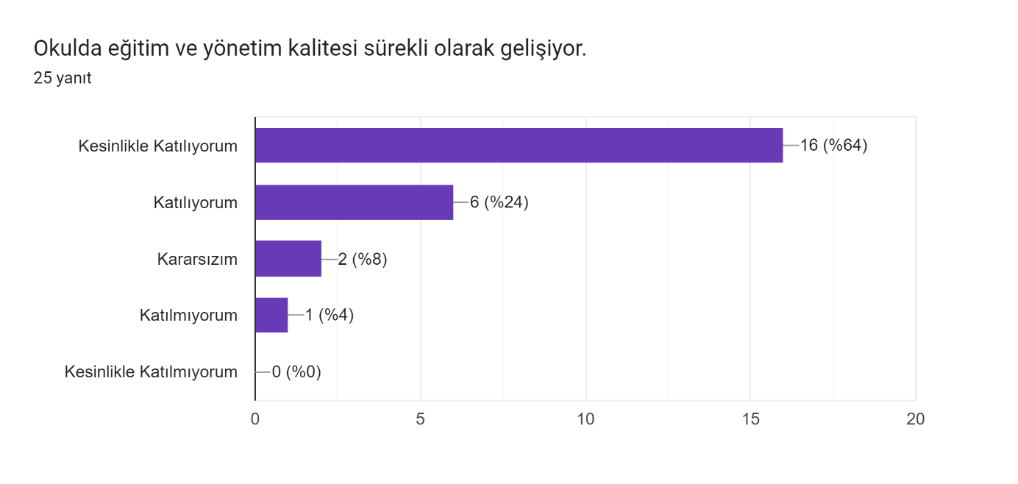 Okulda eğitim ve yönetim kalitesi sürekli olarak gelişiyor.
25 yanıt
Kesinlikle Katılıyorum 16 (%64)
Katılıyorum 6 (%24)
Kararsızım 2 (%8)
Katılmıyorum 1 (%4)
Kesinlikle Katılmıyorum 0 (%0)
0 5 10 15 20